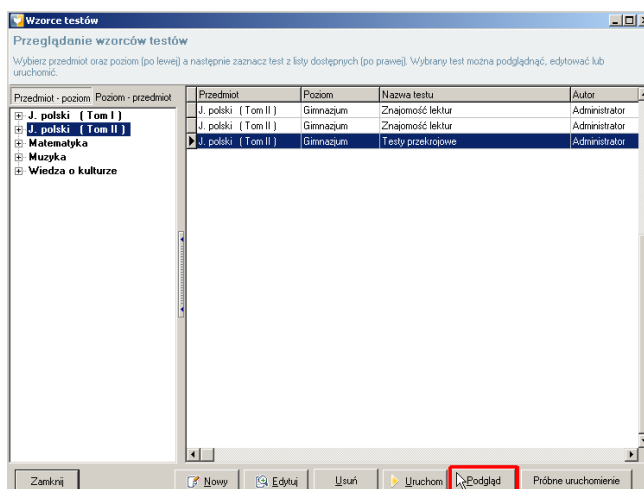 Wzorce testów
Przeglądanie wzorców testów
Wybierz przedmiot oraz poziom (po lewej) a następnie zaznacz test z listy dostępnych (po prawej). Wybrany test można podglądnąć, edytować lub
uruchomić.
Przedmiot - poziom Poziom - przedmiot
J. polski ( Tom I )
J. polski ( Tom II )
Matematyka
Muzyka
Wiedza o kulturze
Przedmiot Poziom Nazwa testu Autor
J. polski ( Tom II ) Gimnazjum Znajomość lektur Administrator
J. polski ( Tom II ) Gimnazjum Znajomość lektur Administrator
J. polski ( Tom II ) Gimnazjum Testy przekrojowe Administrator
Zamknij Nowy Edytuj Usuń Uruchom Podgląd Próbne uruchomienie